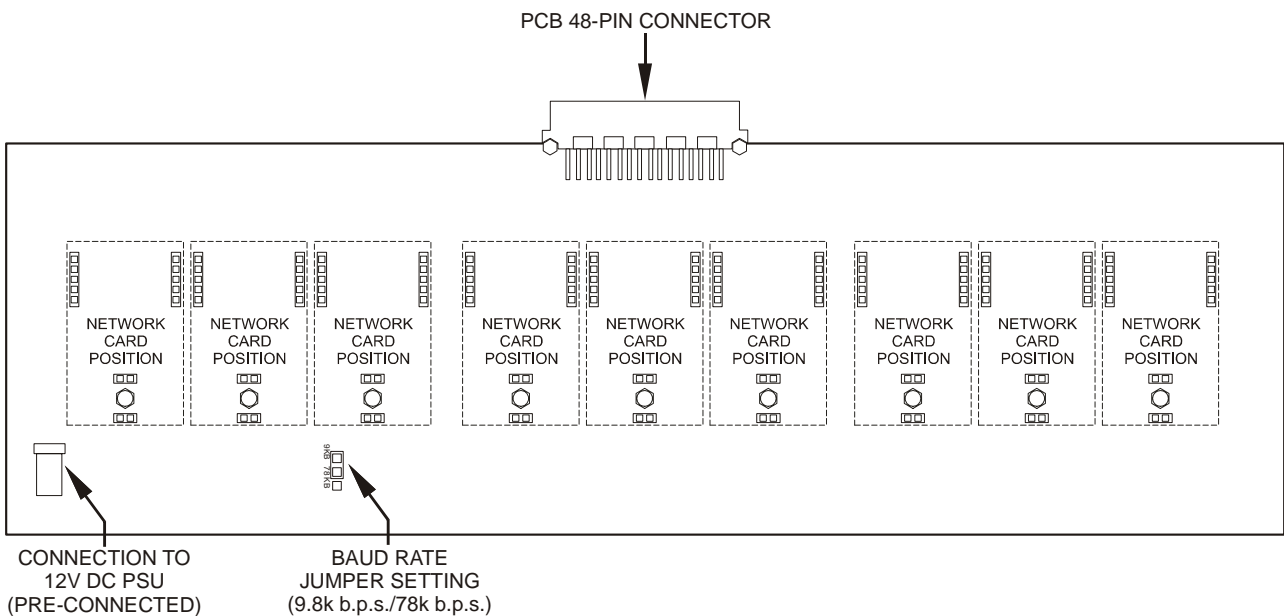 PCB 48-PIN CONNECTOR
NETWORK
CARD
POSITION
NETWORK
CARD
POSITION
NETWORK
CARD
POSITION
NETWORK
CARD
POSITION
NETWORK
CARD
POSITION
NETWORK
CARD
POSITION
NETWORK
CARD
POSITION
NETWORK
CARD
POSITION
NETWORK
CARD
POSITION
9KB 78KB
CONNECTION TO
12V DC PSU
(PRE-CONNECTED)
BAUD RATE
JUMPER SETTING
(9.8k b.p.s./78k b.p.s.)